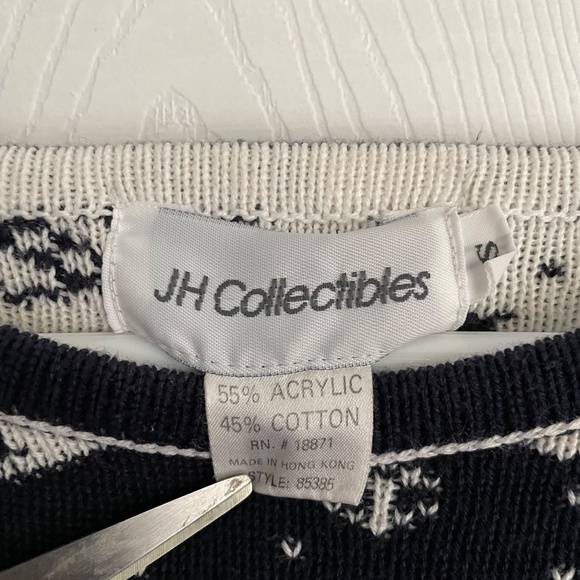 JH Collectibles
S
55% ACRYLIC
45% COTTON
RN. # 18871
MADE IN HONG KONG
STYLE: 85385